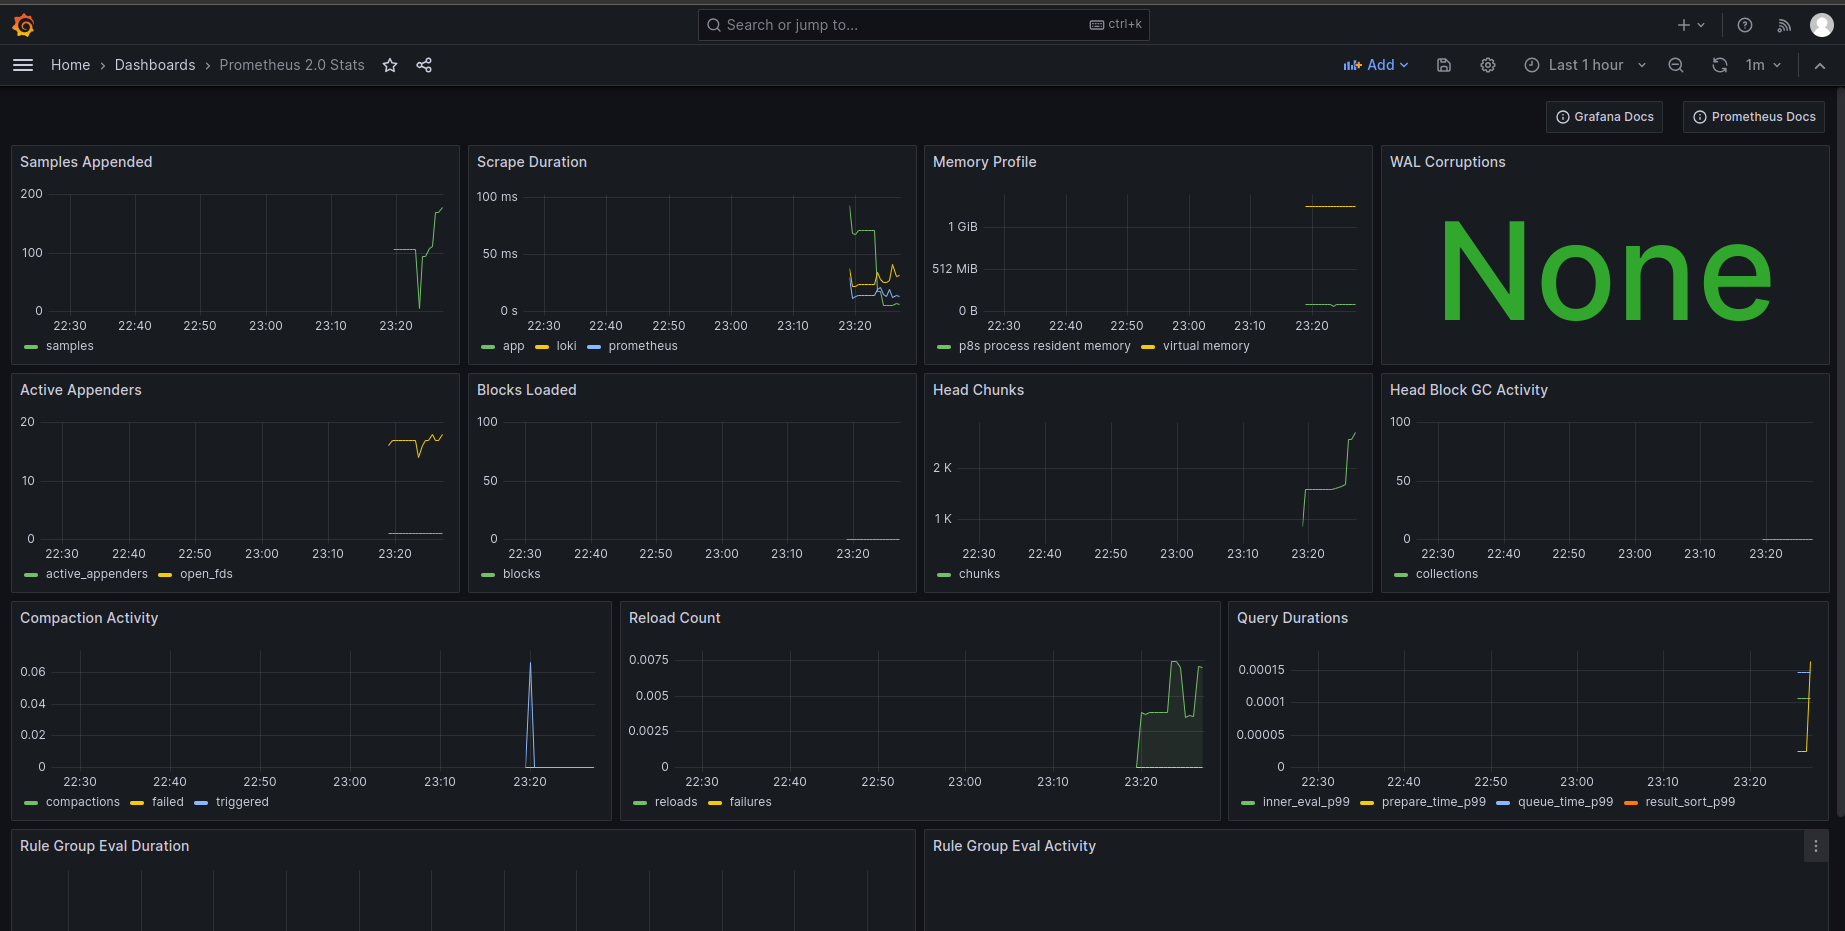 Search or jump to... ctrl+k
Home › Dashboards › Prometheus 2.0 Stats Add Last 1 hour 1m
Grafana Docs Prometheus Docs
Samples Appended
200
100
0
22:30 22:40 22:50 23:00 23:10 23:20
samples
Scrape Duration
100 ms
50 ms
0 s
22:30 22:40 22:50 23:00 23:10 23:20
app loki prometheus
Memory Profile
1 GiB
512 MiB
0 B
22:30 22:40 22:50 23:00 23:10 23:20
p8s process resident memory virtual memory
WAL Corruptions
None
Active Appenders
20
10
0
22:30 22:40 22:50 23:00 23:10 23:20
active_appenders open_fds
Blocks Loaded
100
50
0
22:30 22:40 22:50 23:00 23:10 23:20
blocks
Head Chunks
2 K
1 K
22:30 22:40 22:50 23:00 23:10 23:20
chunks
Head Block GC Activity
100
50
0
22:30 22:40 22:50 23:00 23:10 23:20
collections
Compaction Activity
0.06
0.04
0.02
0
22:30 22:40 22:50 23:00 23:10 23:20
compactions failed triggered
Reload Count
0.0075
0.005
0.0025
0
22:30 22:40 22:50 23:00 23:10 23:20
reloads failures
Query Durations
0.00015
0.0001
0.00005
0
22:30 22:40 22:50 23:00 23:10 23:20
inner_eval_p99 prepare_time_p99 queue_time_p99 result_sort_p99
Rule Group Eval Duration
Rule Group Eval Activity